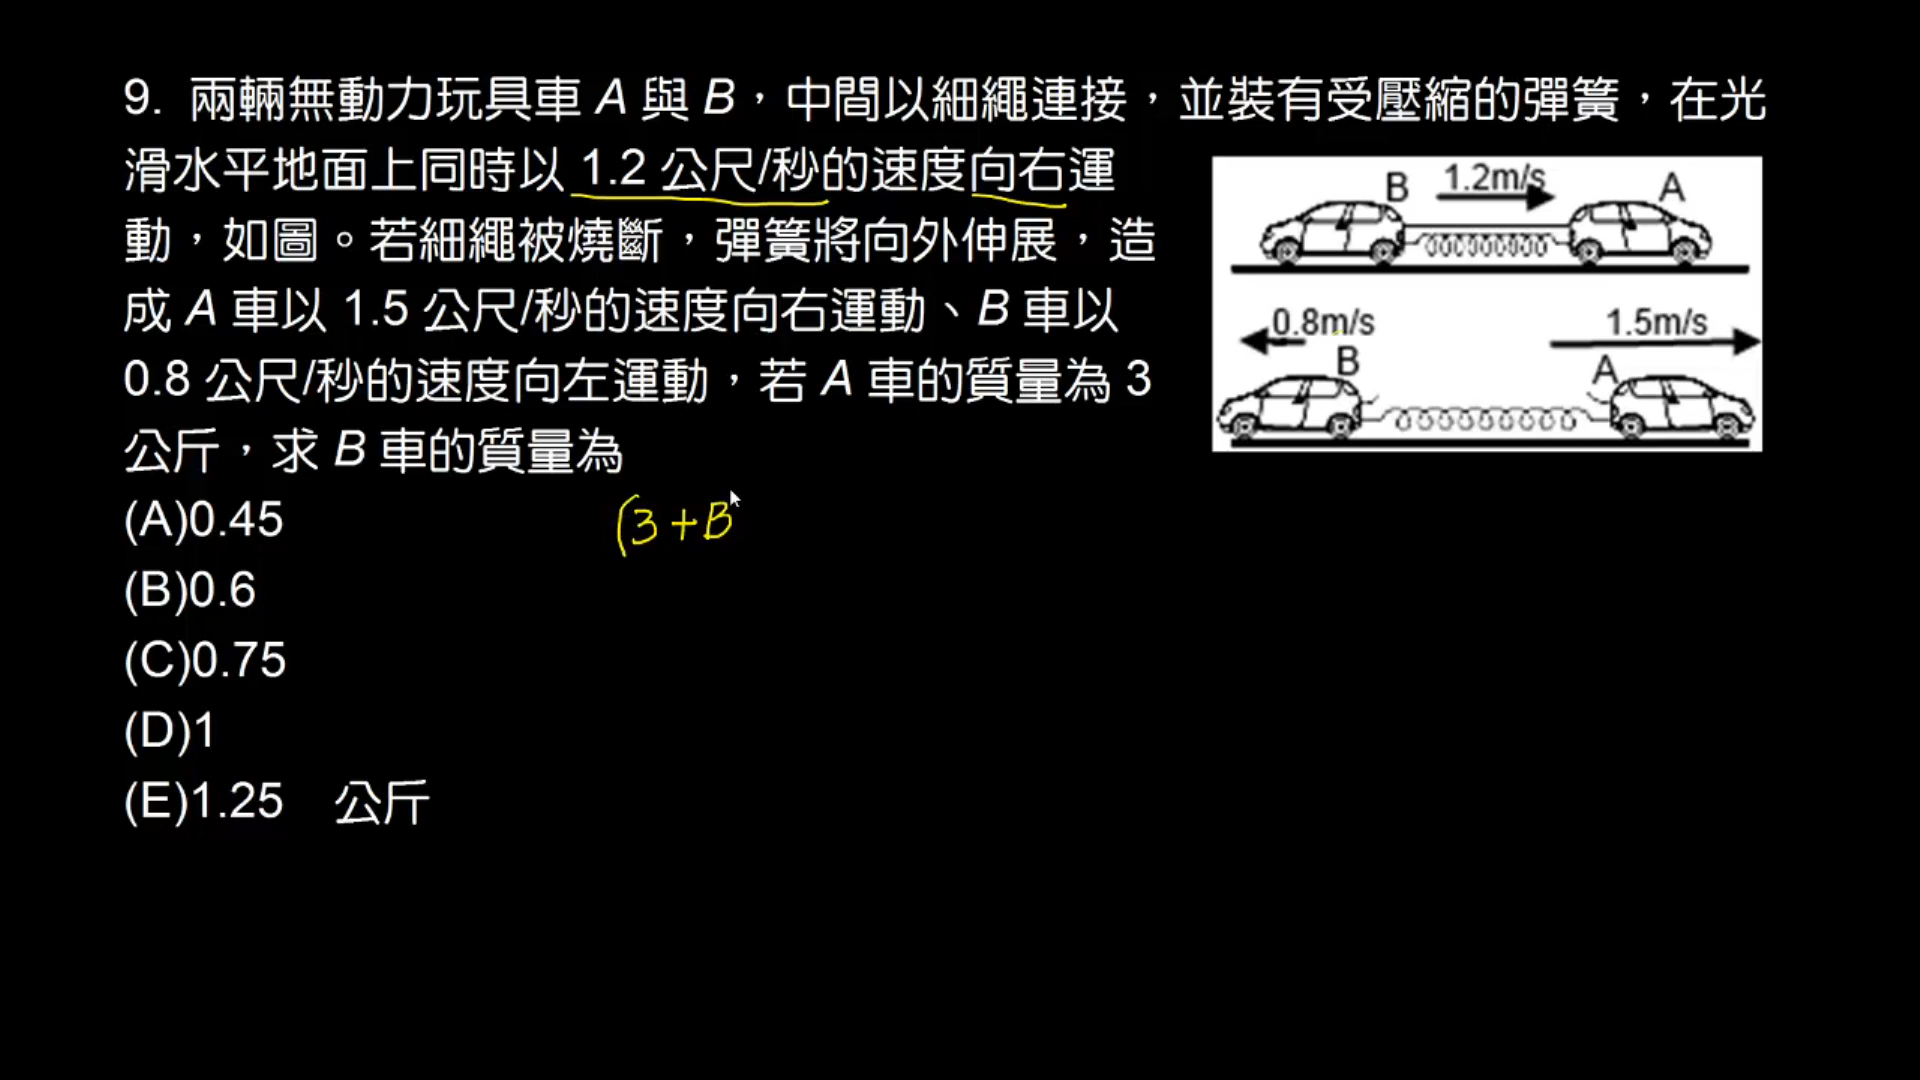 9. 兩輛無動力玩具車 A 與 B，中間以細繩連接，並裝有受壓縮的彈簧，在光
滑水平地面上同時以 1.2 公尺/秒的速度向右運
動，如圖。若細繩被燒斷，彈簧將向外伸展，造
成 A 車以 1.5 公尺/秒的速度向右運動、B 車以
0.8 公尺/秒的速度向左運動，若 A 車的質量為 3
公斤，求 B 車的質量為
(A)0.45
(B)0.6
(C)0.75
(D)1
(E)1.25 公斤
(3+B
B 1.2m/s A
0.8m/s 1.5m/s
B A